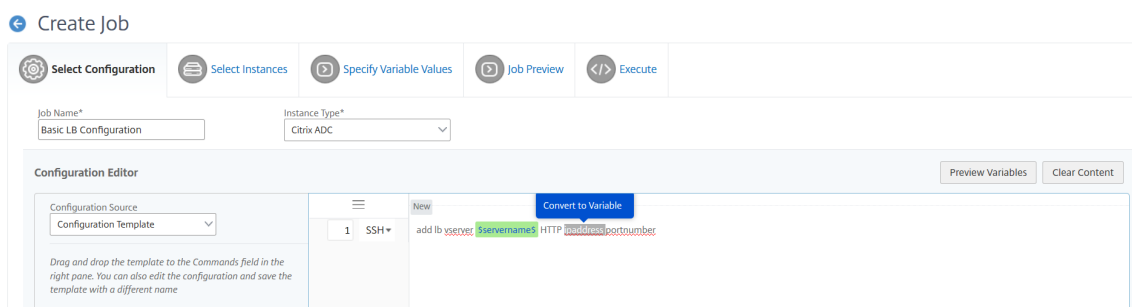 Create Job
Select Configuration
Select Instances
Specify Variable Values
Job Preview
Execute
Job Name*
Instance Type*
Basic LB Configuration
Citrix ADC
Configuration Editor
Preview Variables
Clear Content
Configuration Source
Configuration Template
Drag and drop the template to the Commands field in the
right pane. You can also edit the configuration and save the
template with a different name
New
Convert to Variable
1 SSH
add lb vserver $servername$ HTTP ipaddress portnumber